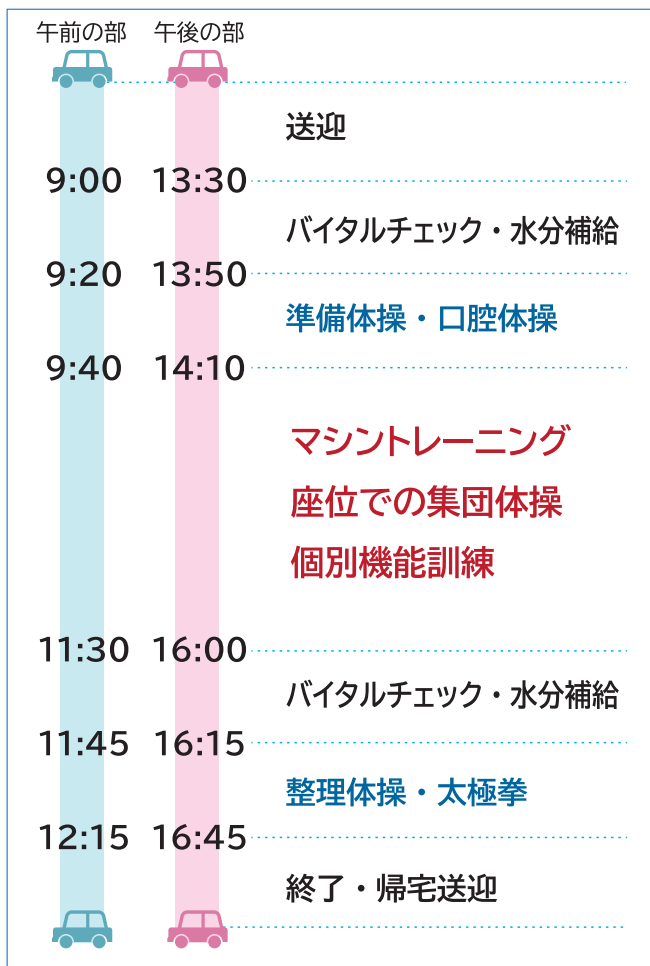 午前の部 午後の部
送迎
9:00 13:30
バイタルチェック・水分補給
9:20 13:50
準備体操・口腔体操
9:40 14:10
マシントレーニング
座位での集団体操
個別機能訓練
11:30 16:00
バイタルチェック・水分補給
11:45 16:15
整理体操・太極拳
12:15 16:45
終了・帰宅送迎